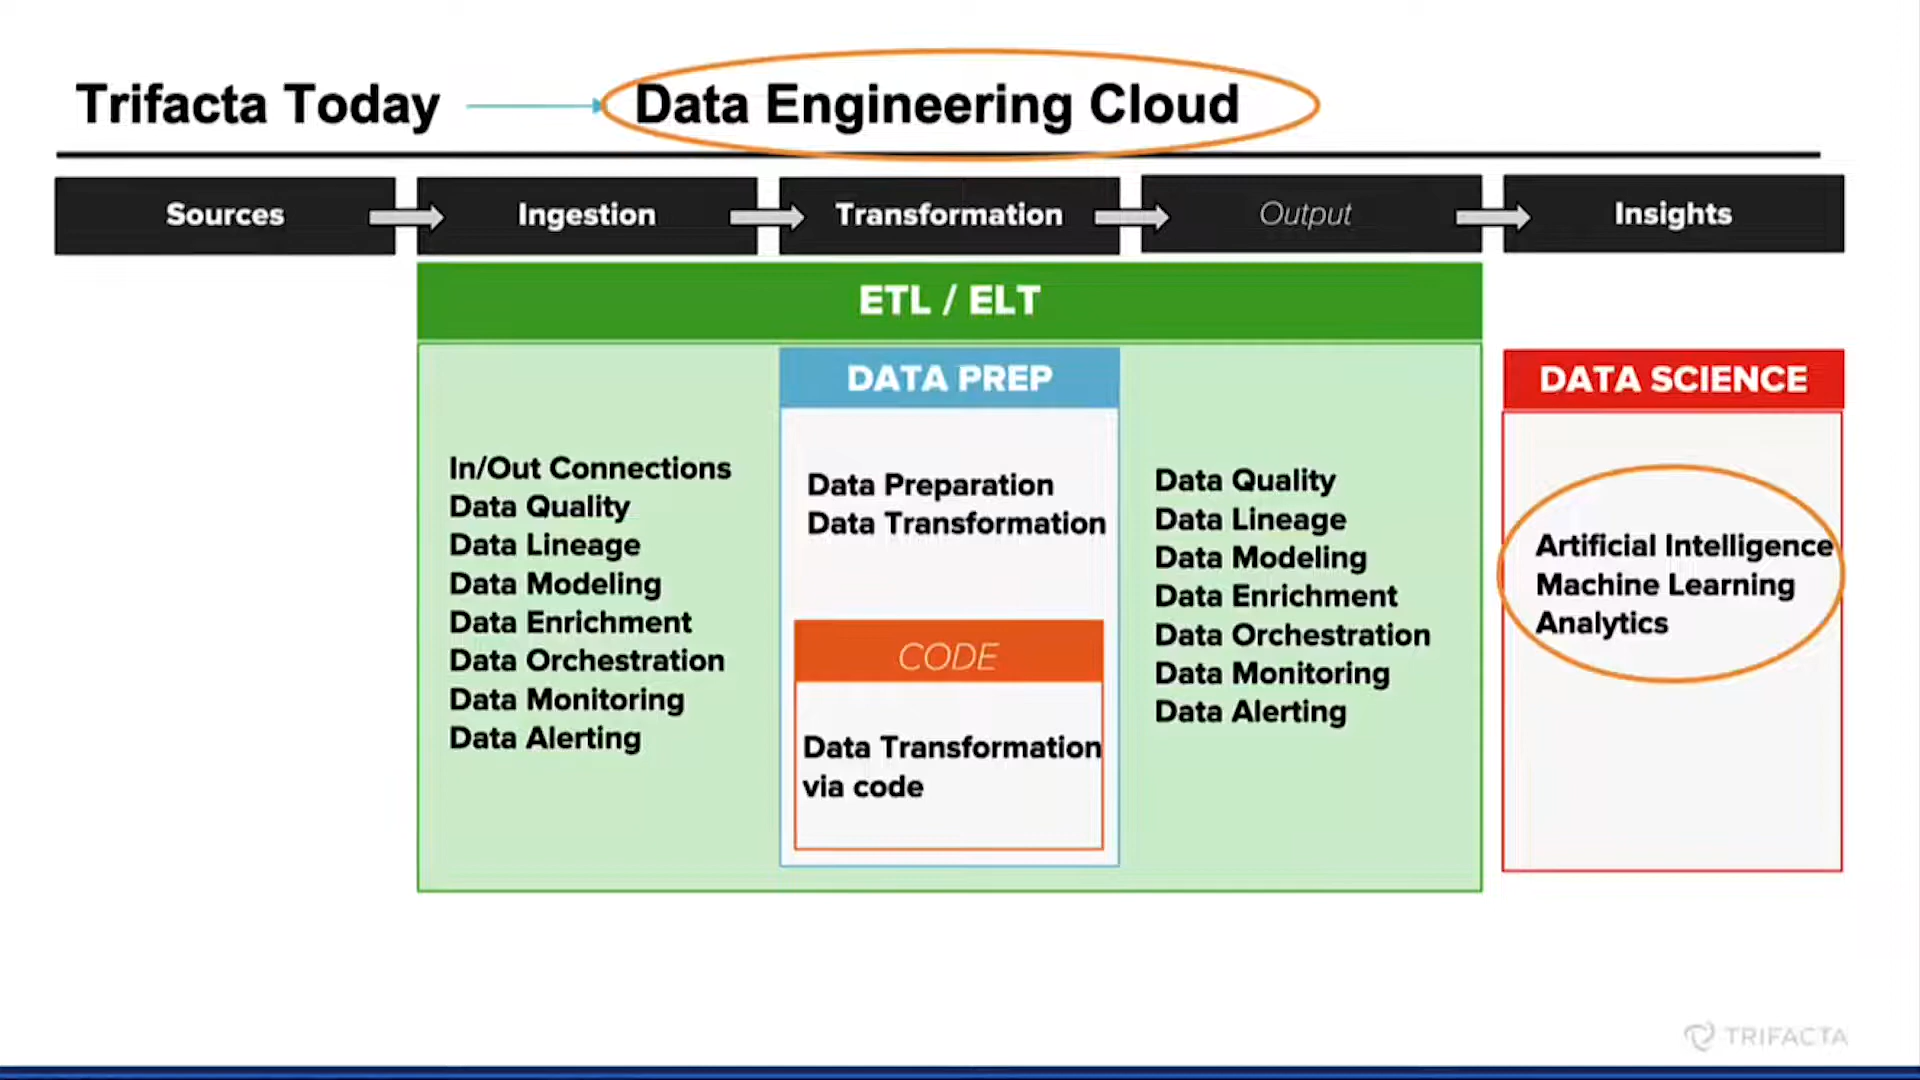 Trifacta Today
Data Engineering Cloud
Sources
Ingestion
Transformation
Output
Insights
ETL / ELT
In/Out Connections
Data Quality
Data Lineage
Data Modeling
Data Enrichment
Data Orchestration
Data Monitoring
Data Alerting
DATA PREP
Data Preparation
Data Transformation
CODE
Data Transformation
via code
Data Quality
Data Lineage
Data Modeling
Data Enrichment
Data Orchestration
Data Monitoring
Data Alerting
DATA SCIENCE
Artificial Intelligence
Machine Learning
Analytics
TRIFACTA